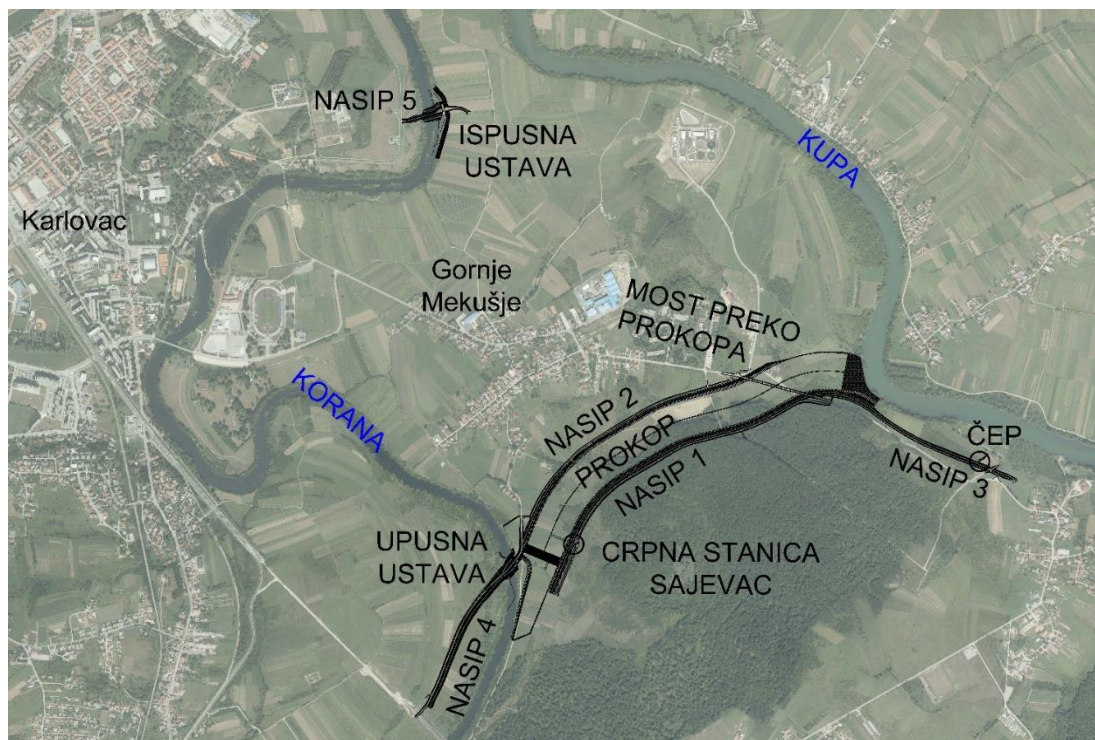 NASIP 5
ISPUSNA
USTAVA
KUPA
Karlovac
Gornje
Mekušje
MOST PREKO
PROKOPA
KORANA
NASIP 2
PROKOP
NASIP 1
ČEP
NASIP 3
UPUSNA
USTAVA
CRPNA STANICA
SAJEVAC
NASIP 4